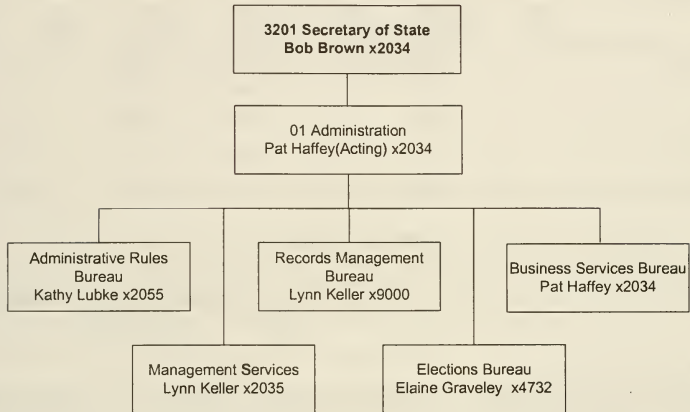 3201 Secretary of State
Bob Brown x2034
01 Administration
Pat Haffey(Acting) x2034
Administrative Rules
Bureau
Kathy Lubke x2055
Records Management
Bureau
Lynn Keller x9000
Business Services Bureau
Pat Haffey x2034
Management Services
Lynn Keller x2035
Elections Bureau
Elaine Graveley x4732